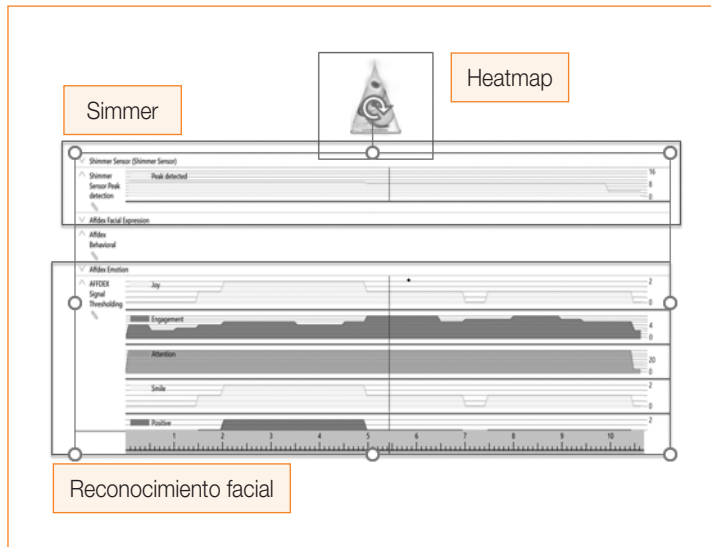 Heatmap
Simmer
Shimmer Sensor (Shimmer Sensor)
Shimmer
Sensor Peak
detection
Peak detected
16
8
0
Affdex Facial Expression
Affdex
Behavioral
Affdex Emotion
AFFDEX
Signal
Thresholding
Joy
2
0
Engagement
4
0
Attention
20
0
Smile
2
0
Positive
2
1 2 3 4 5 6 7 8 9 10
Reconocimiento facial